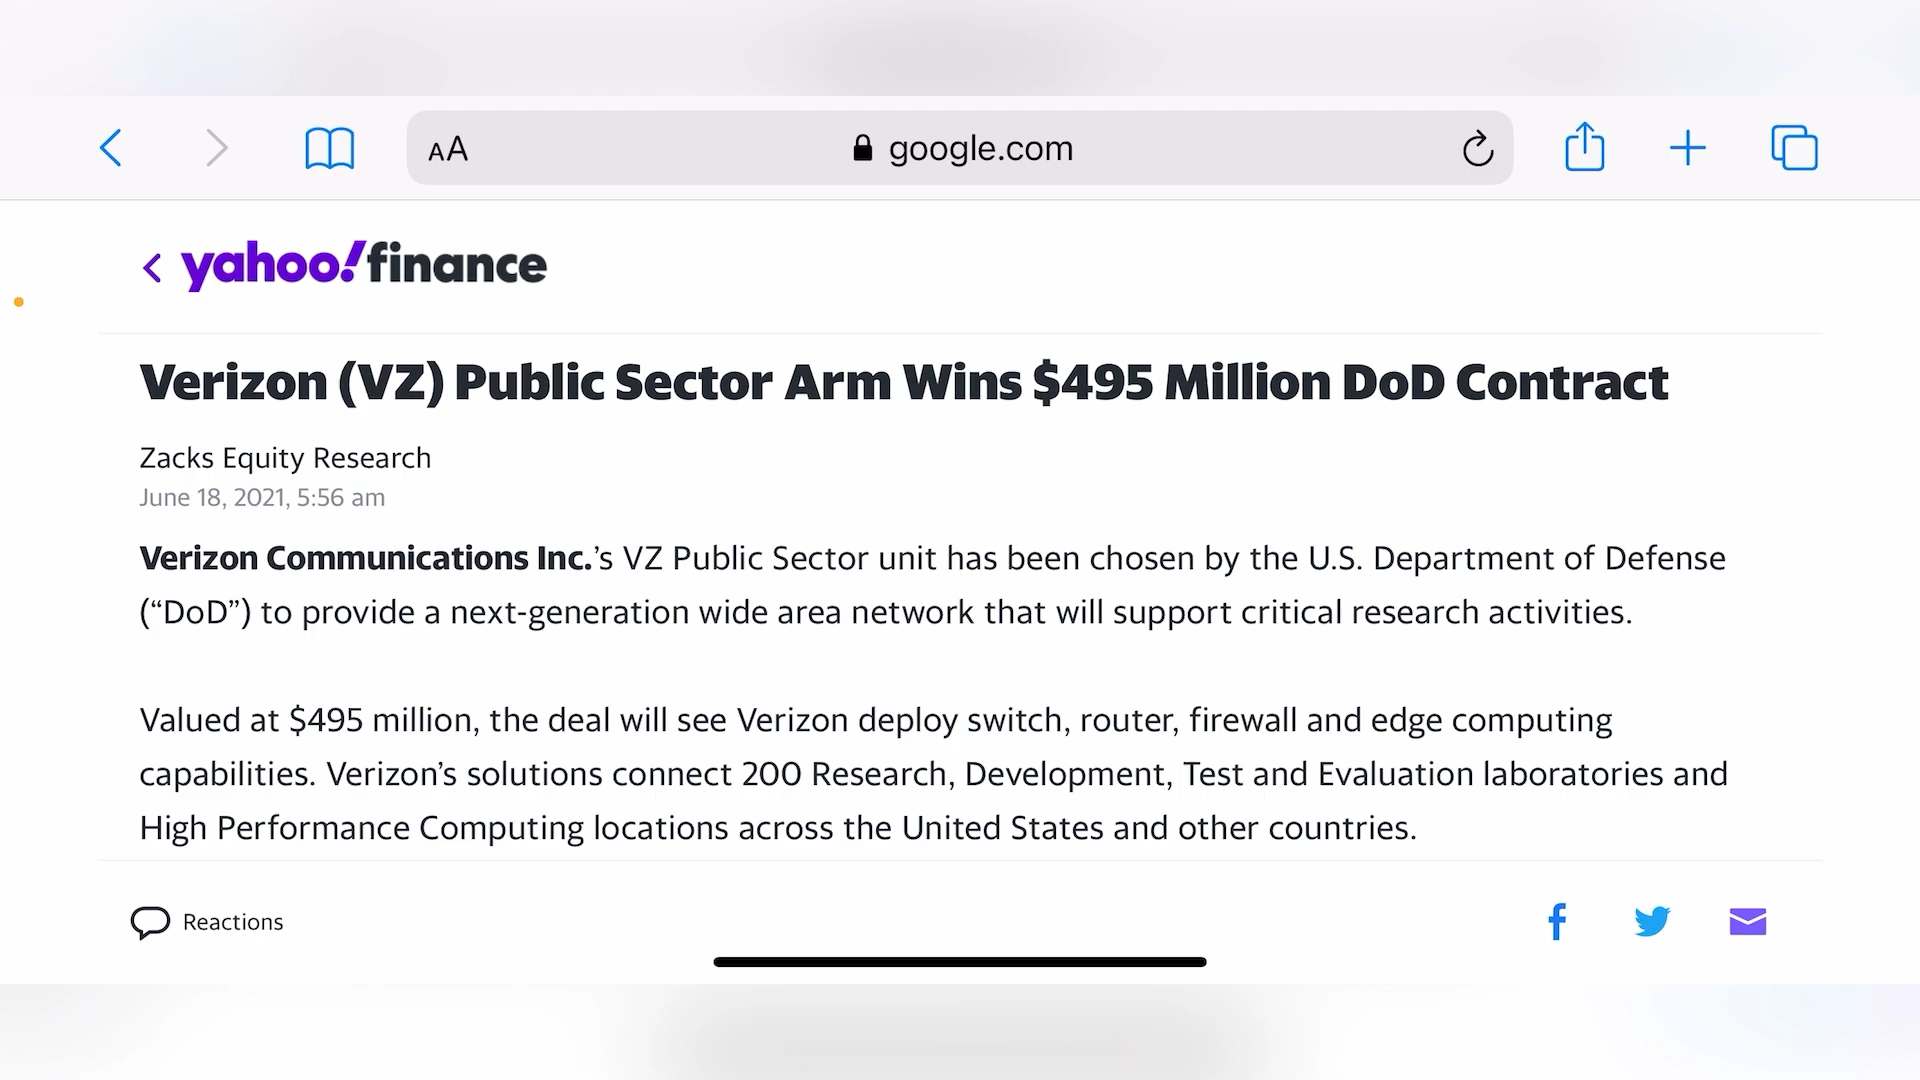 AA
google.com
yahoo!finance
Verizon (VZ) Public Sector Arm Wins $495 Million DoD Contract
Zacks Equity Research
June 18, 2021, 5:56 am
Verizon Communications Inc.’s VZ Public Sector unit has been chosen by the U.S. Department of Defense
(“DoD”) to provide a next-generation wide area network that will support critical research activities.
Valued at $495 million, the deal will see Verizon deploy switch, router, firewall and edge computing
capabilities. Verizon’s solutions connect 200 Research, Development, Test and Evaluation laboratories and
High Performance Computing locations across the United States and other countries.
Reactions